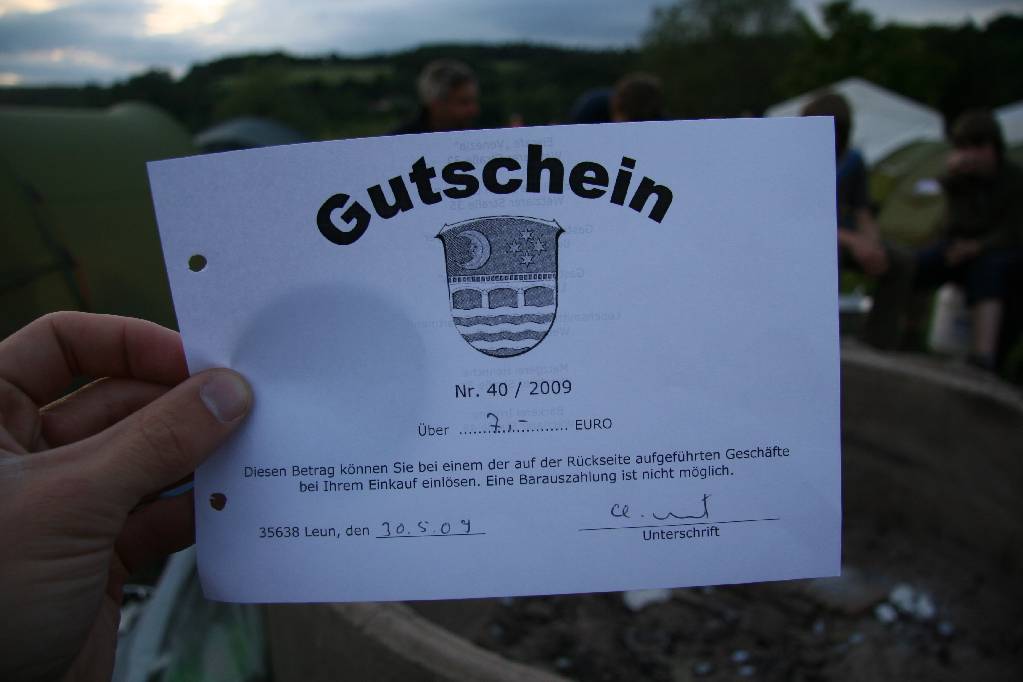 Gutschein
Nr. 40 / 2009
Über ......7,-...... EURO
Diesen Betrag können Sie bei einem der auf der Rückseite aufgeführten Geschäfte
bei Ihrem Einkauf einlösen. Eine Barauszahlung ist nicht möglich.
35638 Leun, den 30.5.09
Unterschrift